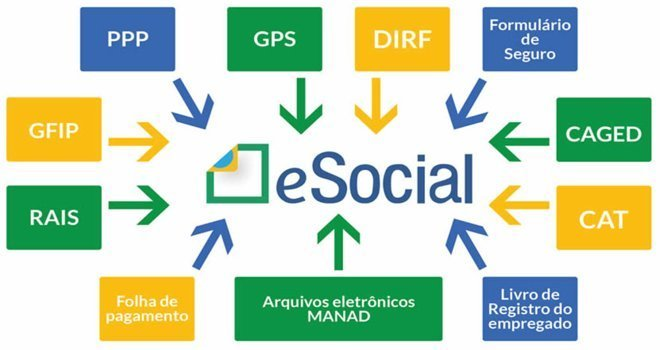 PPP
GPS
DIRF
Formulário
de
Seguro
GFIP
CAGED
eSocial
RAIS
CAT
Folha de
pagamento
Arquivos eletrônicos
MANAD
Livro de
Registro do
empregado